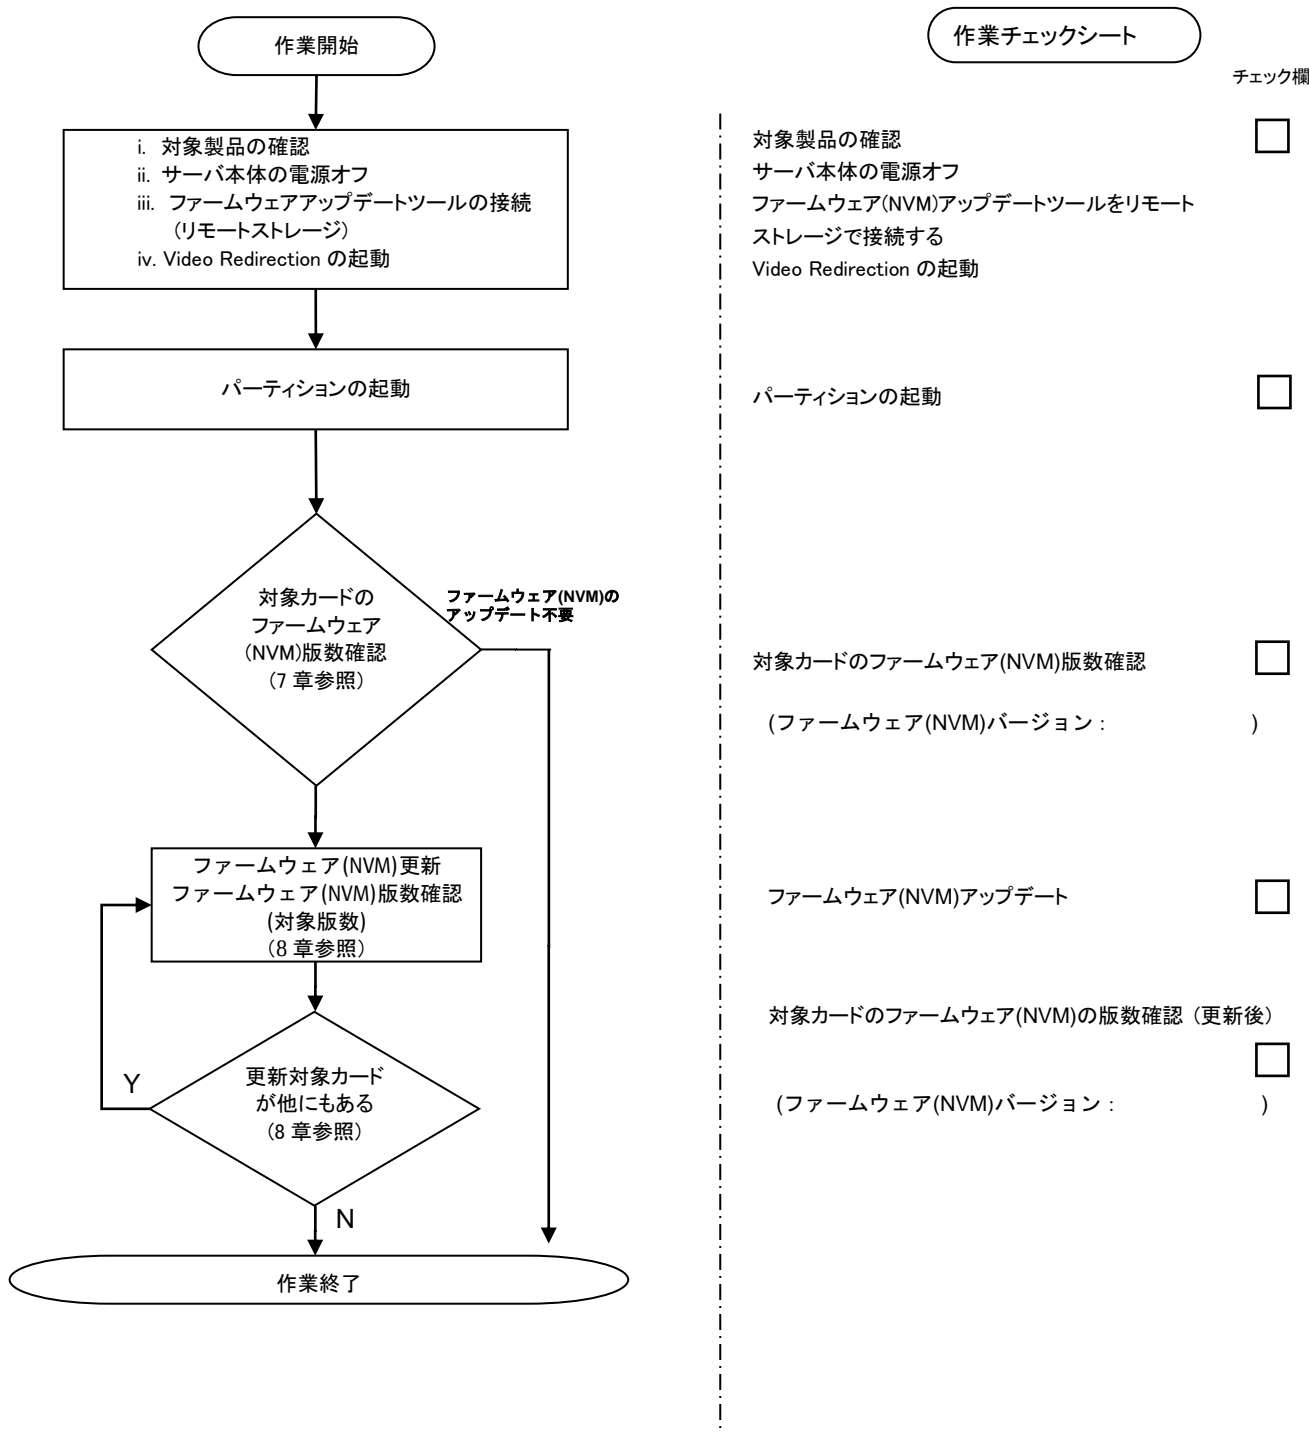 作業開始
i. 対象製品の確認
ii. サーバ本体の電源オフ
iii. ファームウェアアップデートツールの接続
(リモートストレージ)
iv. Video Redirection の起動
パーティションの起動
対象カードの
ファームウェア
(NVM)版数確認
(7 章参照)
ファームウェア(NVM)の
アップデート不要
ファームウェア(NVM)更新
ファームウェア(NVM)版数確認
(対象版数)
(8 章参照)
Y
更新対象カード
が他にもある
(8 章参照)
N
作業終了
作業チェックシート
チェック欄
対象製品の確認
サーバ本体の電源オフ
ファームウェア(NVM)アップデートツールをリモート
ストレージで接続する
Video Redirection の起動
パーティションの起動
対象カードのファームウェア(NVM)版数確認
(ファームウェア(NVM)バージョン : )
ファームウェア(NVM)アップデート
対象カードのファームウェア(NVM)の版数確認 (更新後)
(ファームウェア(NVM)バージョン : )